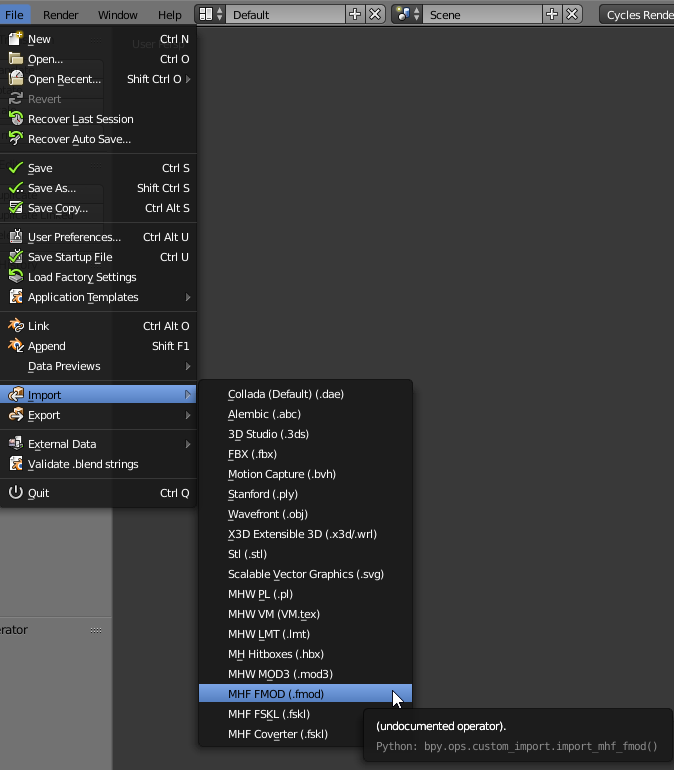 File Render Window Help Default Scene Cycles Rende
New Ctrl N
Open... Ctrl O
Open Recent... Shift Ctrl O
Revert
Recover Last Session
Recover Auto Save...
Save Ctrl S
Save As... Shift Ctrl S
Save Copy... Ctrl Alt S
User Preferences... Ctrl Alt U
Save Startup File Ctrl U
Load Factory Settings
Application Templates
Link Ctrl Alt O
Append Shift F1
Data Previews
Import
Export
External Data
Validate .blend strings
Quit Ctrl Q
Collada (Default) (.dae)
Alembic (.abc)
3D Studio (.3ds)
FBX (.fbx)
Motion Capture (.bvh)
Stanford (.ply)
Wavefront (.obj)
X3D Extensible 3D (.x3d/.wrl)
Stl (.stl)
Scalable Vector Graphics (.svg)
MHW PL (.pl)
MHW VM (VM.tex)
MHW LMT (.lmt)
MH Hitboxes (.hbx)
MHW MOD3 (.mod3)
MHF FMOD (.fmod)
MHF FSKL (.fskl)
MHF Coverter (.fskl)
(undocumented operator).
Python: bpy.ops.custom_import.import_mhf_fmod()
erator